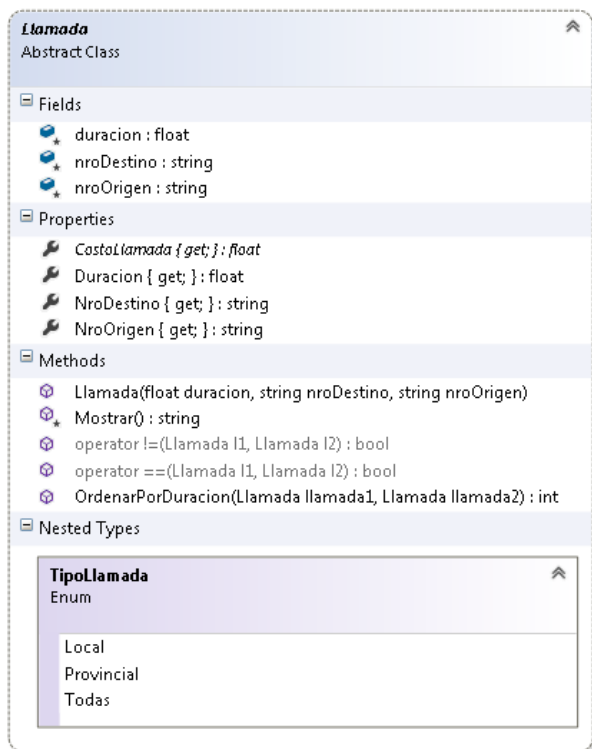 Llamada
Abstract Class
Fields
duracion : float
nroDestino : string
nroOrigen : string
Properties
CostoLlamada { get; } : float
Duracion { get; } : float
NroDestino { get; } : string
NroOrigen { get; } : string
Methods
Llamada(float duracion, string nroDestino, string nroOrigen)
Mostrar() : string
operator !=(Llamada l1, Llamada l2) : bool
operator ==(Llamada l1, Llamada l2) : bool
OrdenarPorDuracion(Llamada llamada1, Llamada llamada2) : int
Nested Types
TipoLlamada
Enum
Local
Provincial
Todas